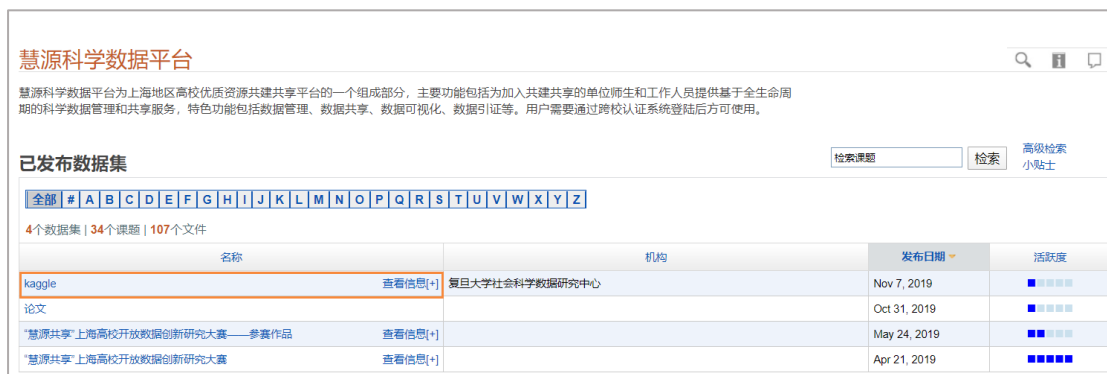 慧源科学数据平台
慧源科学数据平台为上海地区高校优质资源共建共享平台的一个组成部分，主要功能包括为加入共建共享的单位师生和工作人员提供基于全生命周
期的科学数据管理和共享服务，特色功能包括数据管理、数据共享、数据可视化、数据引证等。用户需要通过跨校认证系统登陆后方可使用。
已发布数据集
检索课题 检索 高级检索
小贴士
全部 # A B C D E F G H I J K L M N O P Q R S T U V W X Y Z
4个数据集 | 34个课题 | 107个文件
名称 机构 发布日期 活跃度
kaggle 查看信息[+] 复旦大学社会科学数据研究中心 Nov 7, 2019
论文 Oct 31, 2019
“慧源共享”上海高校开放数据创新研究大赛——参赛作品 查看信息[+] May 24, 2019
“慧源共享”上海高校开放数据创新研究大赛 查看信息[+] Apr 21, 2019